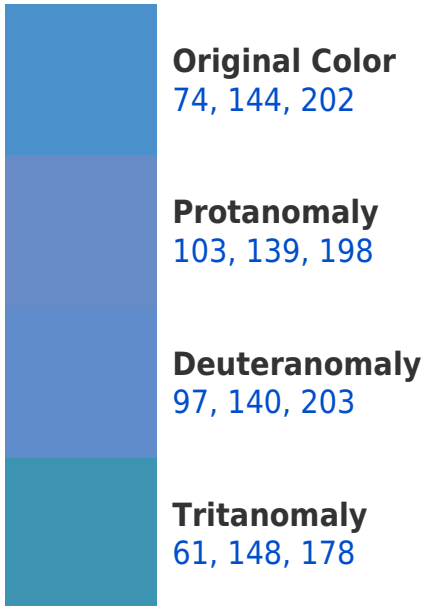 Original Color
74, 144, 202
Protanomaly
103, 139, 198
Deuteranomaly
97, 140, 203
Tritanomaly
61, 148, 178